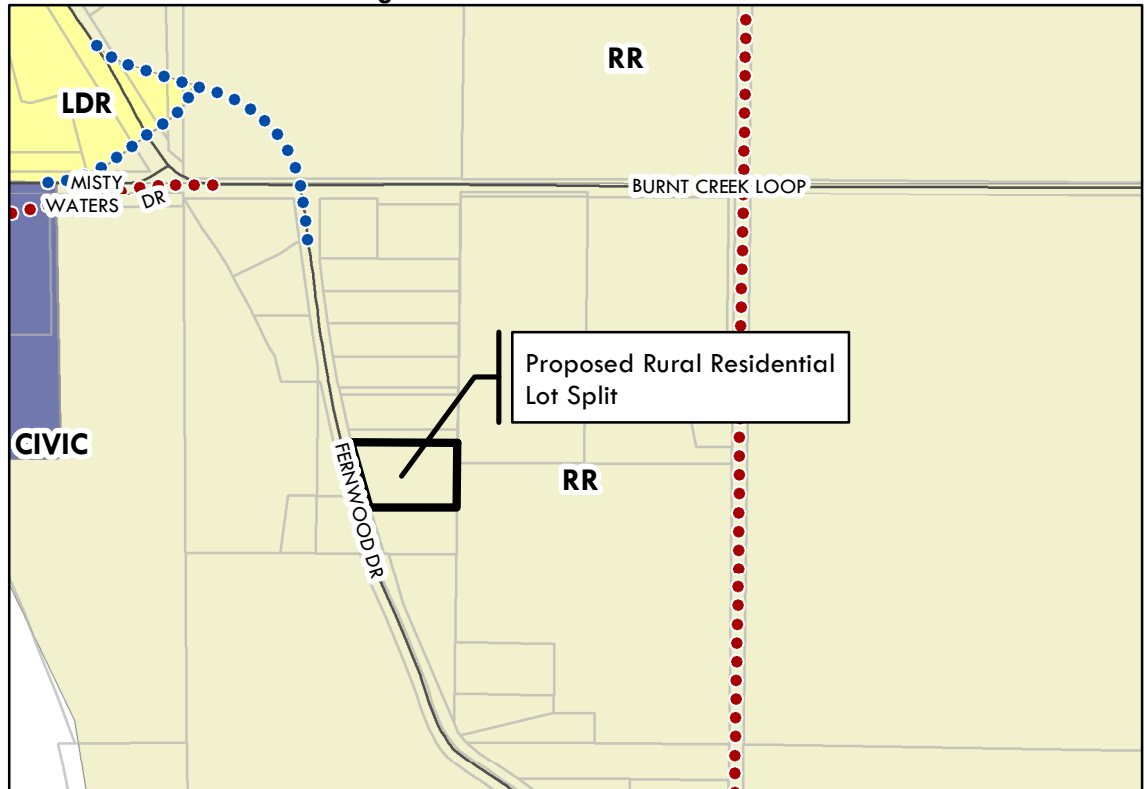 RR
LDR
MISTY
WATERS DR
BURNT CREEK LOOP
Proposed Rural Residential
Lot Split
CIVIC
FERNWOOD DR
RR